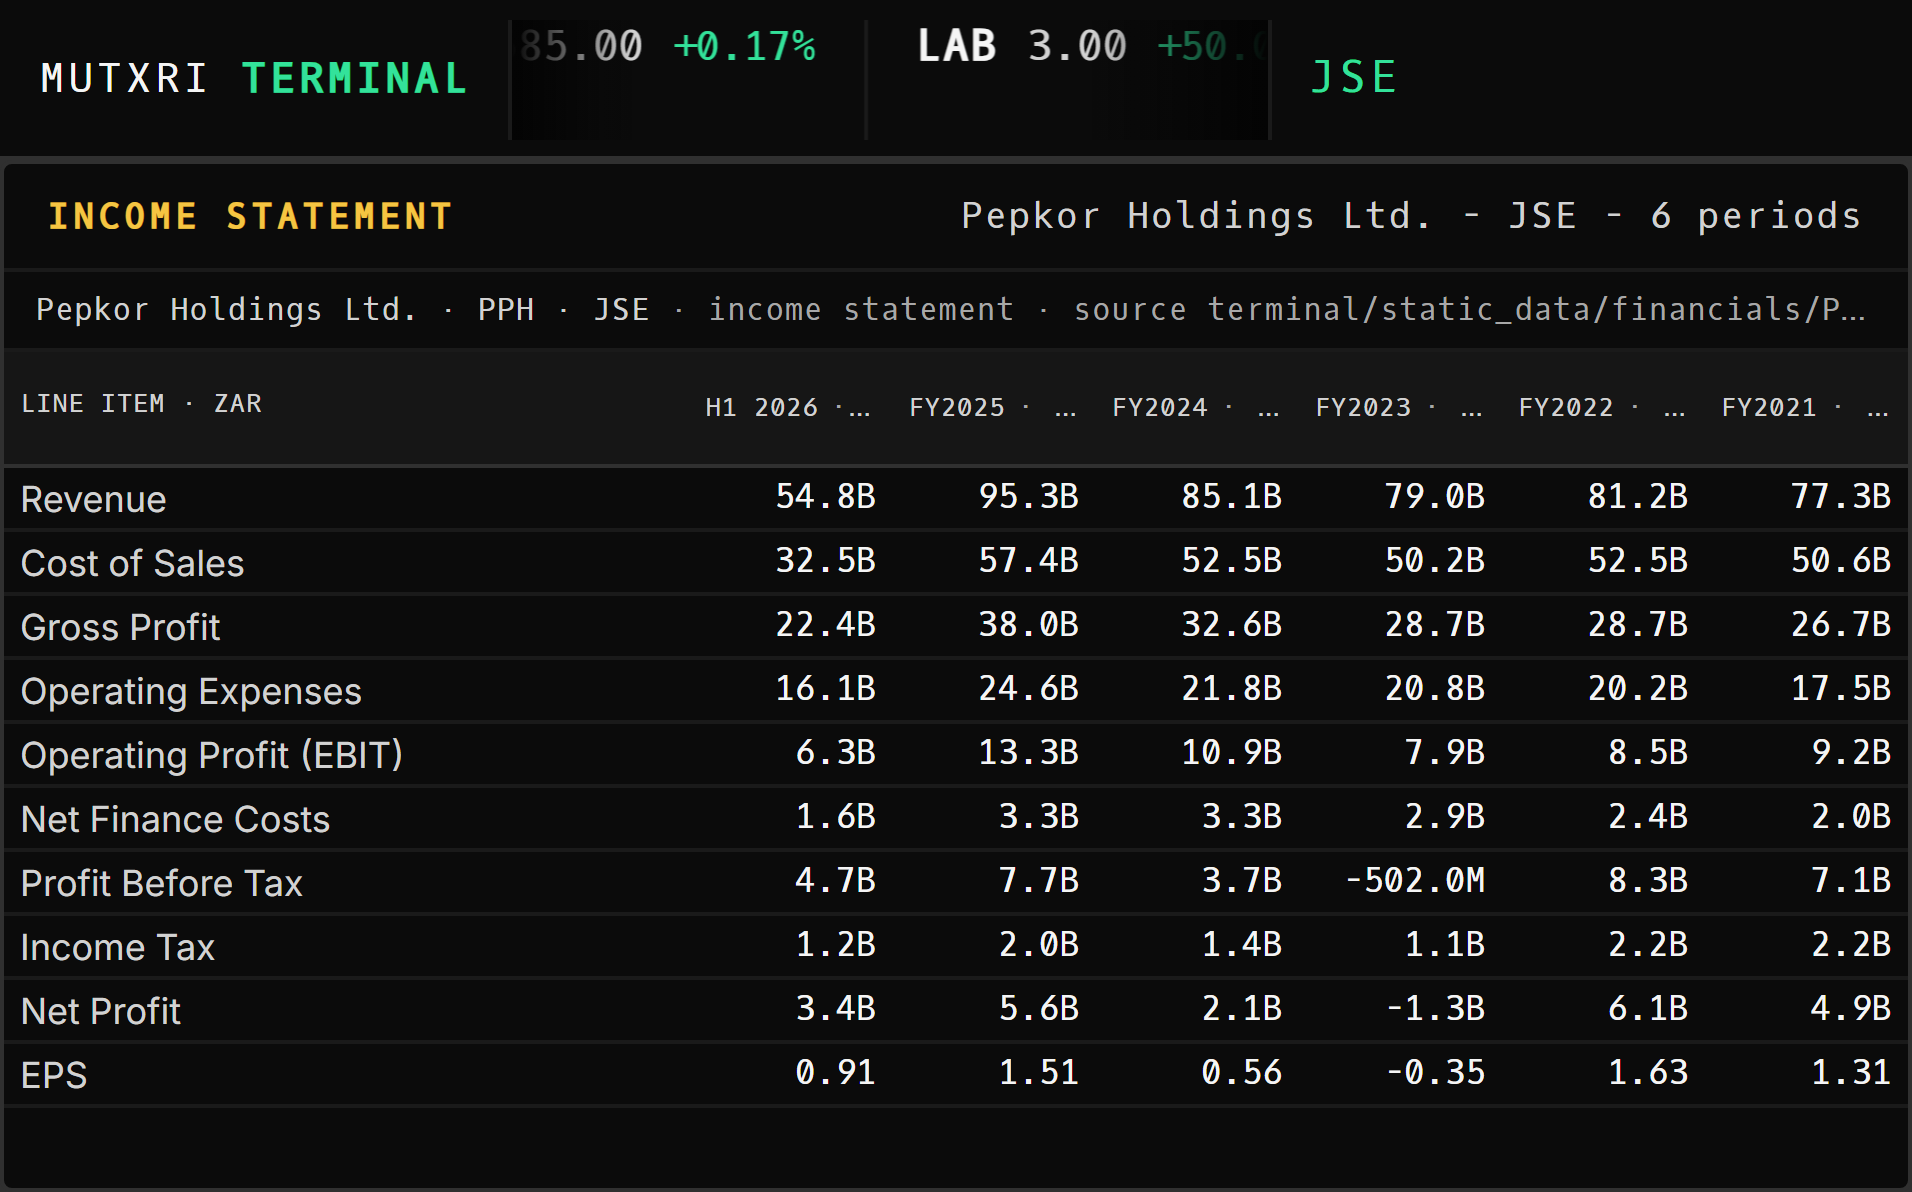 MUTXRI TERMINAL 85.00 +0.17% LAB 3.00 +50.0 JSE
INCOME STATEMENT Pepkor Holdings Ltd. - JSE - 6 periods
Pepkor Holdings Ltd. · PPH · JSE · income statement · source terminal/static_data/financials/P…
LINE ITEM · ZAR H1 2026 ·… FY2025 · … FY2024 · … FY2023 · … FY2022 · … FY2021 · …
Revenue 54.8B 95.3B 85.1B 79.0B 81.2B 77.3B
Cost of Sales 32.5B 57.4B 52.5B 50.2B 52.5B 50.6B
Gross Profit 22.4B 38.0B 32.6B 28.7B 28.7B 26.7B
Operating Expenses 16.1B 24.6B 21.8B 20.8B 20.2B 17.5B
Operating Profit (EBIT) 6.3B 13.3B 10.9B 7.9B 8.5B 9.2B
Net Finance Costs 1.6B 3.3B 3.3B 2.9B 2.4B 2.0B
Profit Before Tax 4.7B 7.7B 3.7B -502.0M 8.3B 7.1B
Income Tax 1.2B 2.0B 1.4B 1.1B 2.2B 2.2B
Net Profit 3.4B 5.6B 2.1B -1.3B 6.1B 4.9B
EPS 0.91 1.51 0.56 -0.35 1.63 1.31